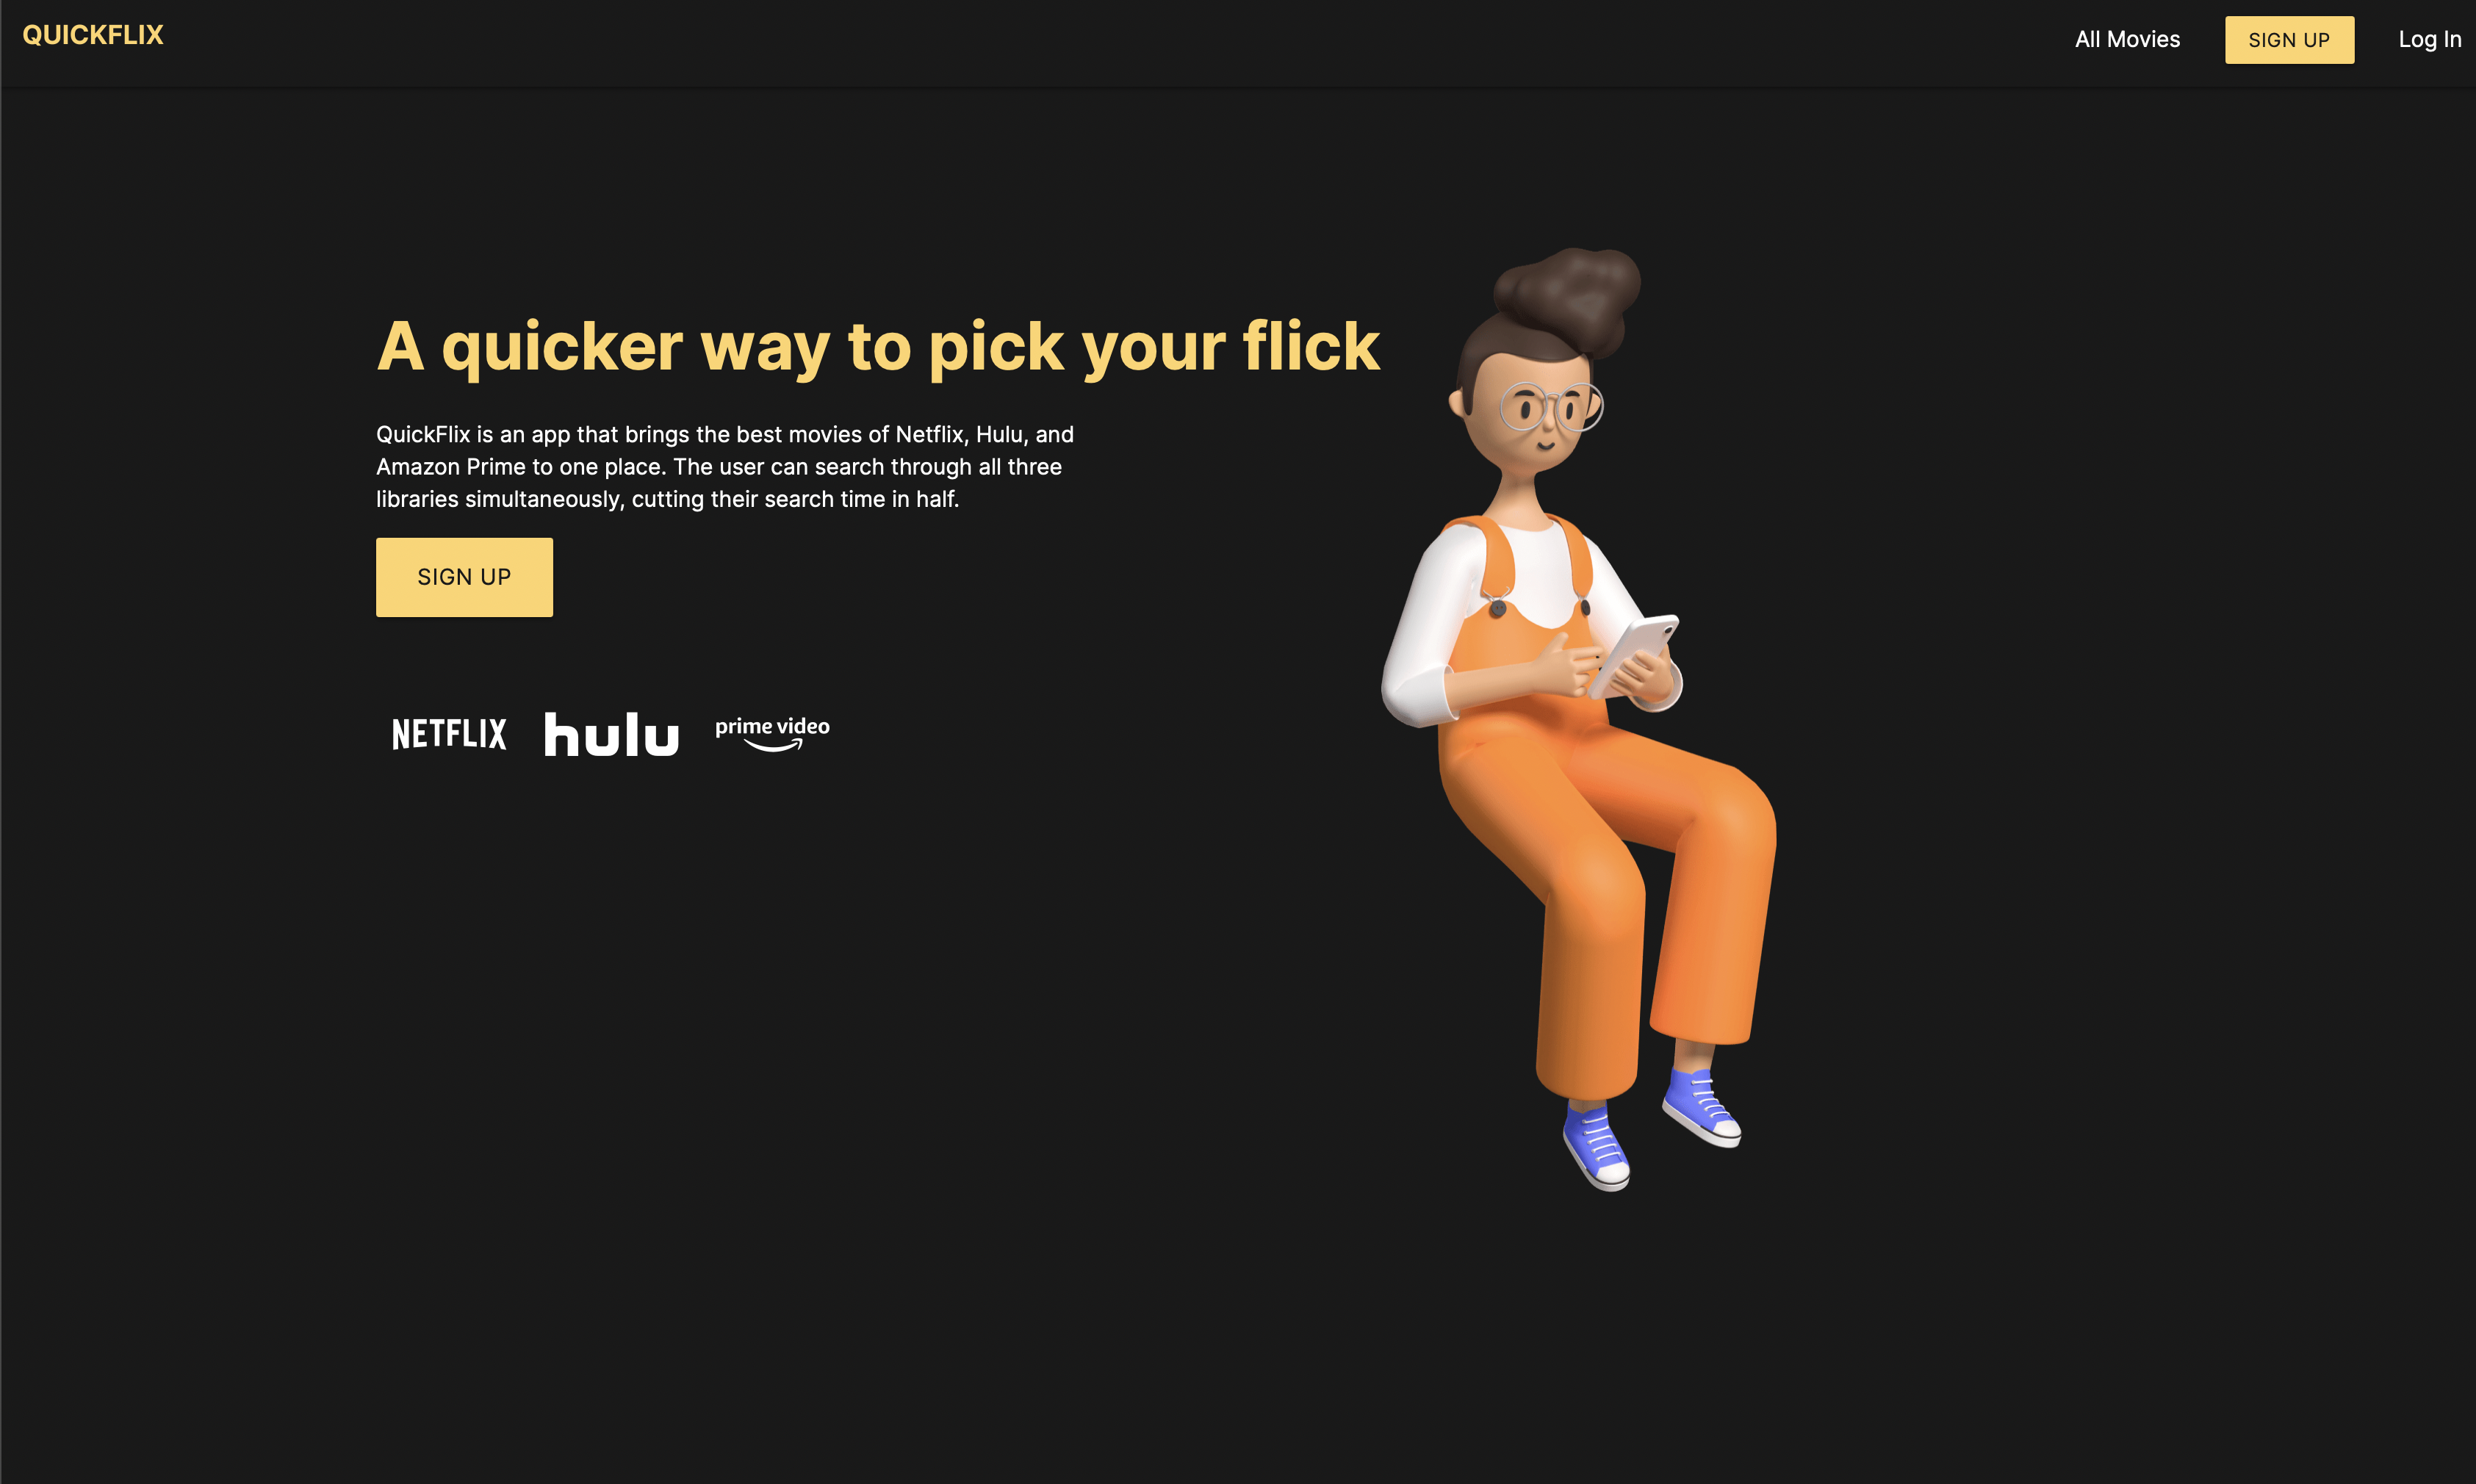 QUICKFLIX
All Movies
SIGN UP
Log In
A quicker way to pick your flick
QuickFlix is an app that brings the best movies of Netflix, Hulu, and
Amazon Prime to one place. The user can search through all three
libraries simultaneously, cutting their search time in half.
SIGN UP
NETFLIX
hulu
prime video